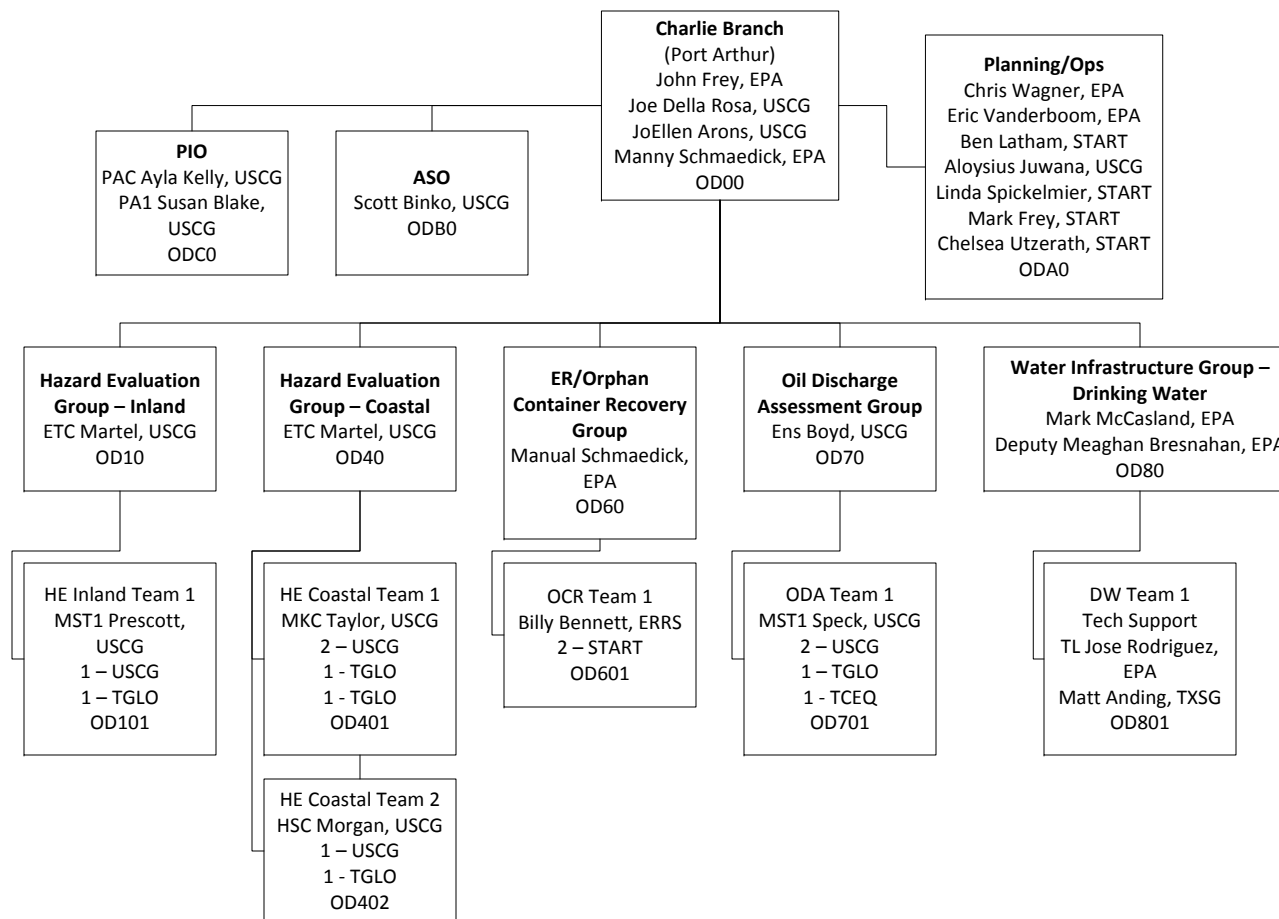 Charlie Branch
(Port Arthur)
John Frey, EPA
Joe Della Rosa, USCG
JoEllen Arons, USCG
Manny Schmaedick, EPA
OD00
Planning/Ops
Chris Wagner, EPA
Eric Vanderboom, EPA
Ben Latham, START
Aloysius Juwana, USCG
Linda Spickelmier, START
Mark Frey, START
Chelsea Utzerath, START
ODA0
PIO
PAC Ayla Kelly, USCG
PA1 Susan Blake,
USCG
ODC0
ASO
Scott Binko, USCG
ODB0
Hazard Evaluation
Group – Inland
ETC Martel, USCG
OD10
Hazard Evaluation
Group – Coastal
ETC Martel, USCG
OD40
ER/Orphan
Container Recovery
Group
Manual Schmaedick,
EPA
OD60
Oil Discharge
Assessment Group
Ens Boyd, USCG
OD70
Water Infrastructure Group –
Drinking Water
Mark McCasland, EPA
Deputy Meaghan Bresnahan, EPA
OD80
HE Inland Team 1
MST1 Prescott,
USCG
1 – USCG
1 – TGLO
OD101
HE Coastal Team 1
MKC Taylor, USCG
2 – USCG
1 - TGLO
1 - TGLO
OD401
OCR Team 1
Billy Bennett, ERRS
2 – START
OD601
ODA Team 1
MST1 Speck, USCG
2 – USCG
1 – TGLO
1 - TCEQ
OD701
DW Team 1
Tech Support
TL Jose Rodriguez,
EPA
Matt Anding, TXSG
OD801
HE Coastal Team 2
HSC Morgan, USCG
1 – USCG
1 - TGLO
OD402